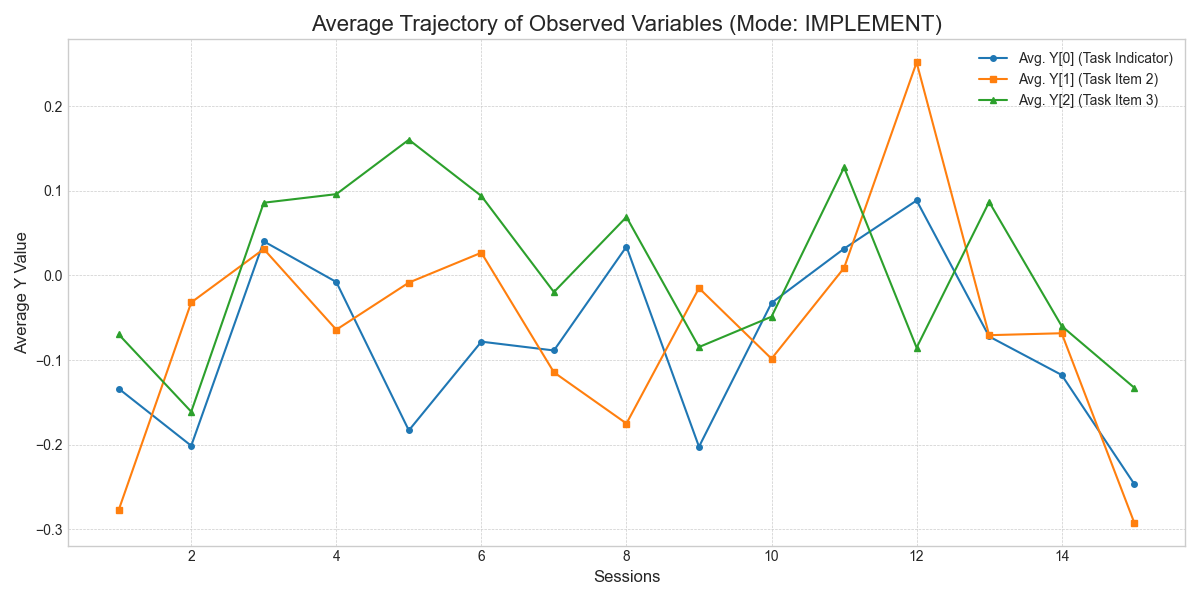 Average Trajectory of Observed Variables (Mode: IMPLEMENT)
Avg. Y[0] (Task Indicator)
Avg. Y[1] (Task Item 2)
Avg. Y[2] (Task Item 3)
Average Y Value
0.2
0.1
0.0
−0.1
−0.2
−0.3
2 4 6 8 10 12 14
Sessions